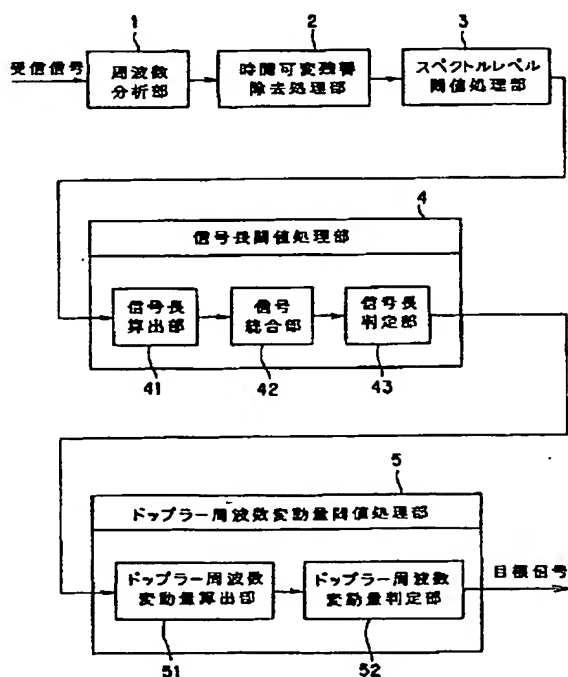 1
2
3
受信信号
周波数
分析部
時間可変残響
除去処理部
スペクトルレベル
閾値処理部
4
信号長閾値処理部
信号長
算出部
信号
統合部
信号長
判定部
41
42
43
5
ドップラー周波数変動量閾値処理部
ドップラー周波数
変動量算出部
ドップラー周波数
変動量判定部
目標信号
51
52